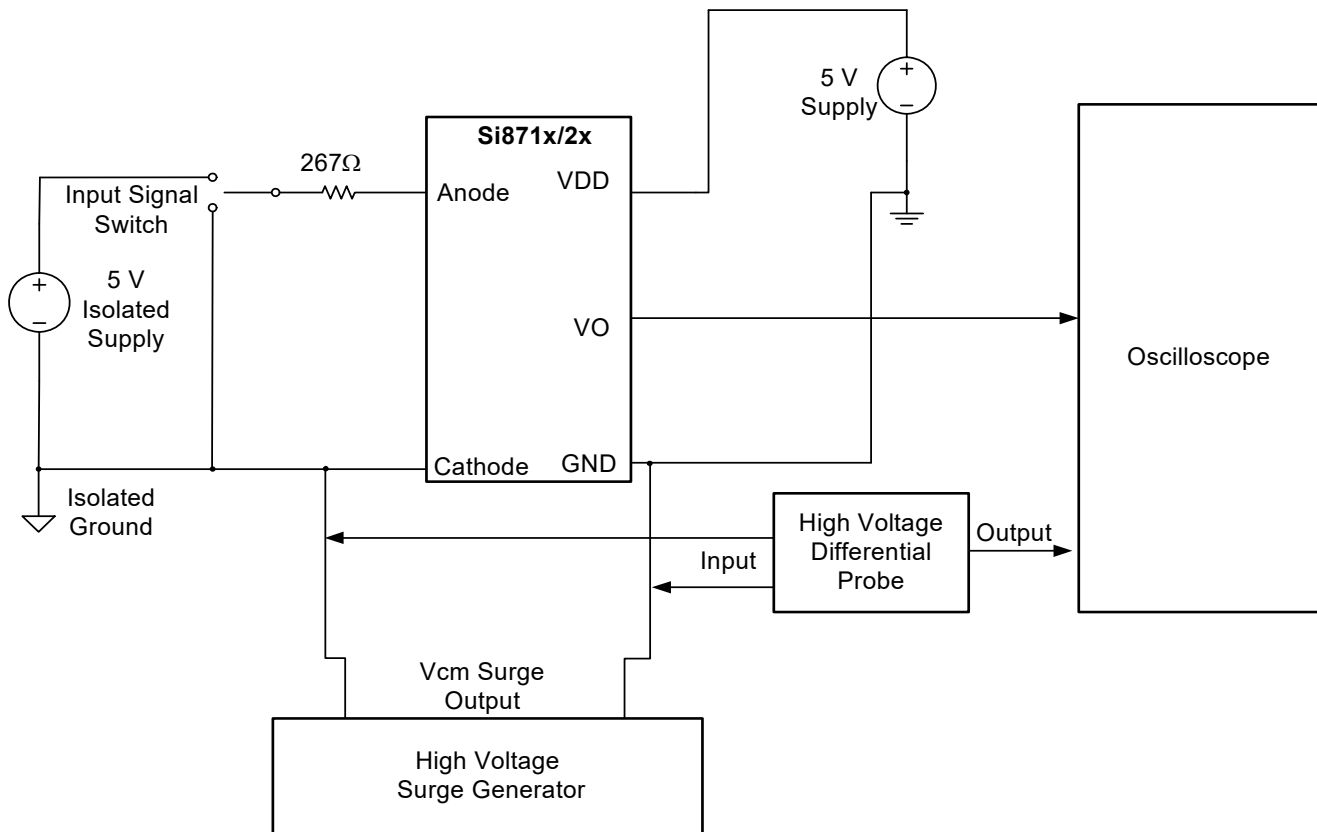 5 V
Supply
Si871x/2x
267Ω
Anode
VDD
Input Signal
Switch
5 V
Isolated
Supply
VO
Oscilloscope
Cathode
GND
Isolated
Ground
High Voltage
Differential
Probe
Output
Input
Vcm Surge
Output
High Voltage
Surge Generator
+
−
+
−